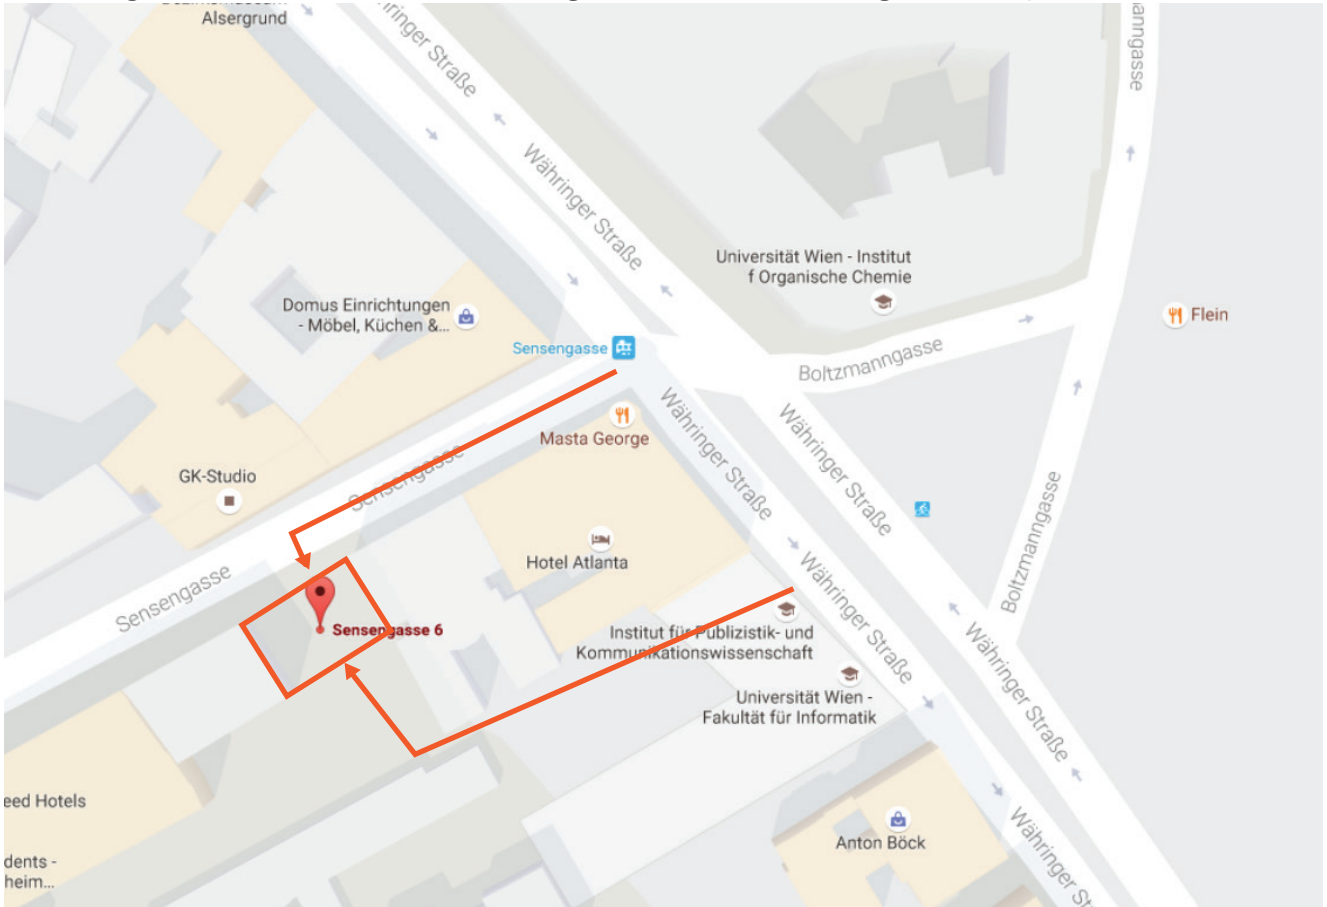 Alsergrund
Währinger Straße
anngasse
Währinger Straße
Universität Wien - Institut
f Organische Chemie
Domus Einrichtungen
- Möbel, Küchen &...
Flein
Sensengasse
Boltzmanngasse
Masta George
Währinger Straße
Währinger Straße
GK-Studio
Sensengasse
Hotel Atlanta
Boltzmanngasse
Sensengasse
Sensengasse 6
Institut für Publizistik- und
Kommunikationswissenschaft
Währinger Straße
Währinger Straße
Universität Wien -
Fakultät für Informatik
eed Hotels
Anton Böck
Währinger St
dents -
heim...